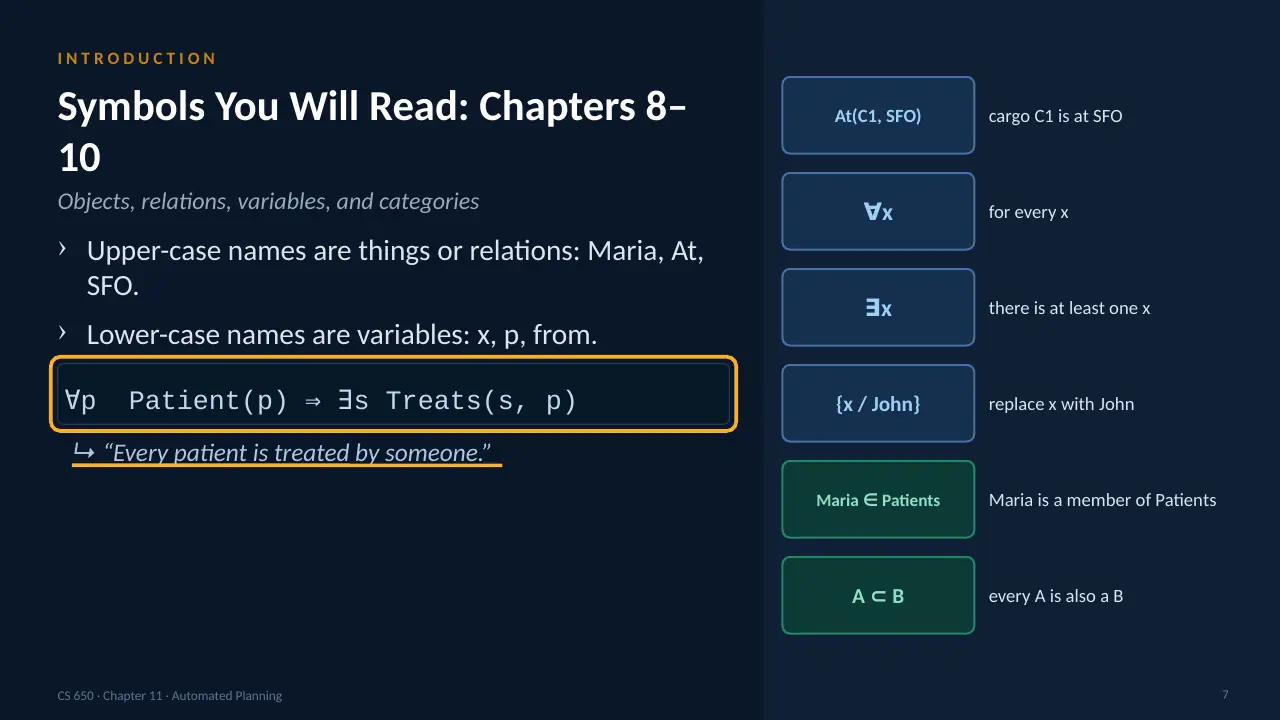 INTRODUCTION
Symbols You Will Read: Chapters 8–
10
Objects, relations, variables, and categories
› Upper-case names are things or relations: Maria, At,
SFO.
› Lower-case names are variables: x, p, from.
∀p  Patient(p) ⇒ ∃s Treats(s, p)
↳ “Every patient is treated by someone.”
At(C1, SFO) cargo C1 is at SFO
∀x for every x
∃x there is at least one x
{x / John} replace x with John
Maria ∈ Patients Maria is a member of Patients
A ⊂ B every A is also a B
CS 650 · Chapter 11 · Automated Planning
7